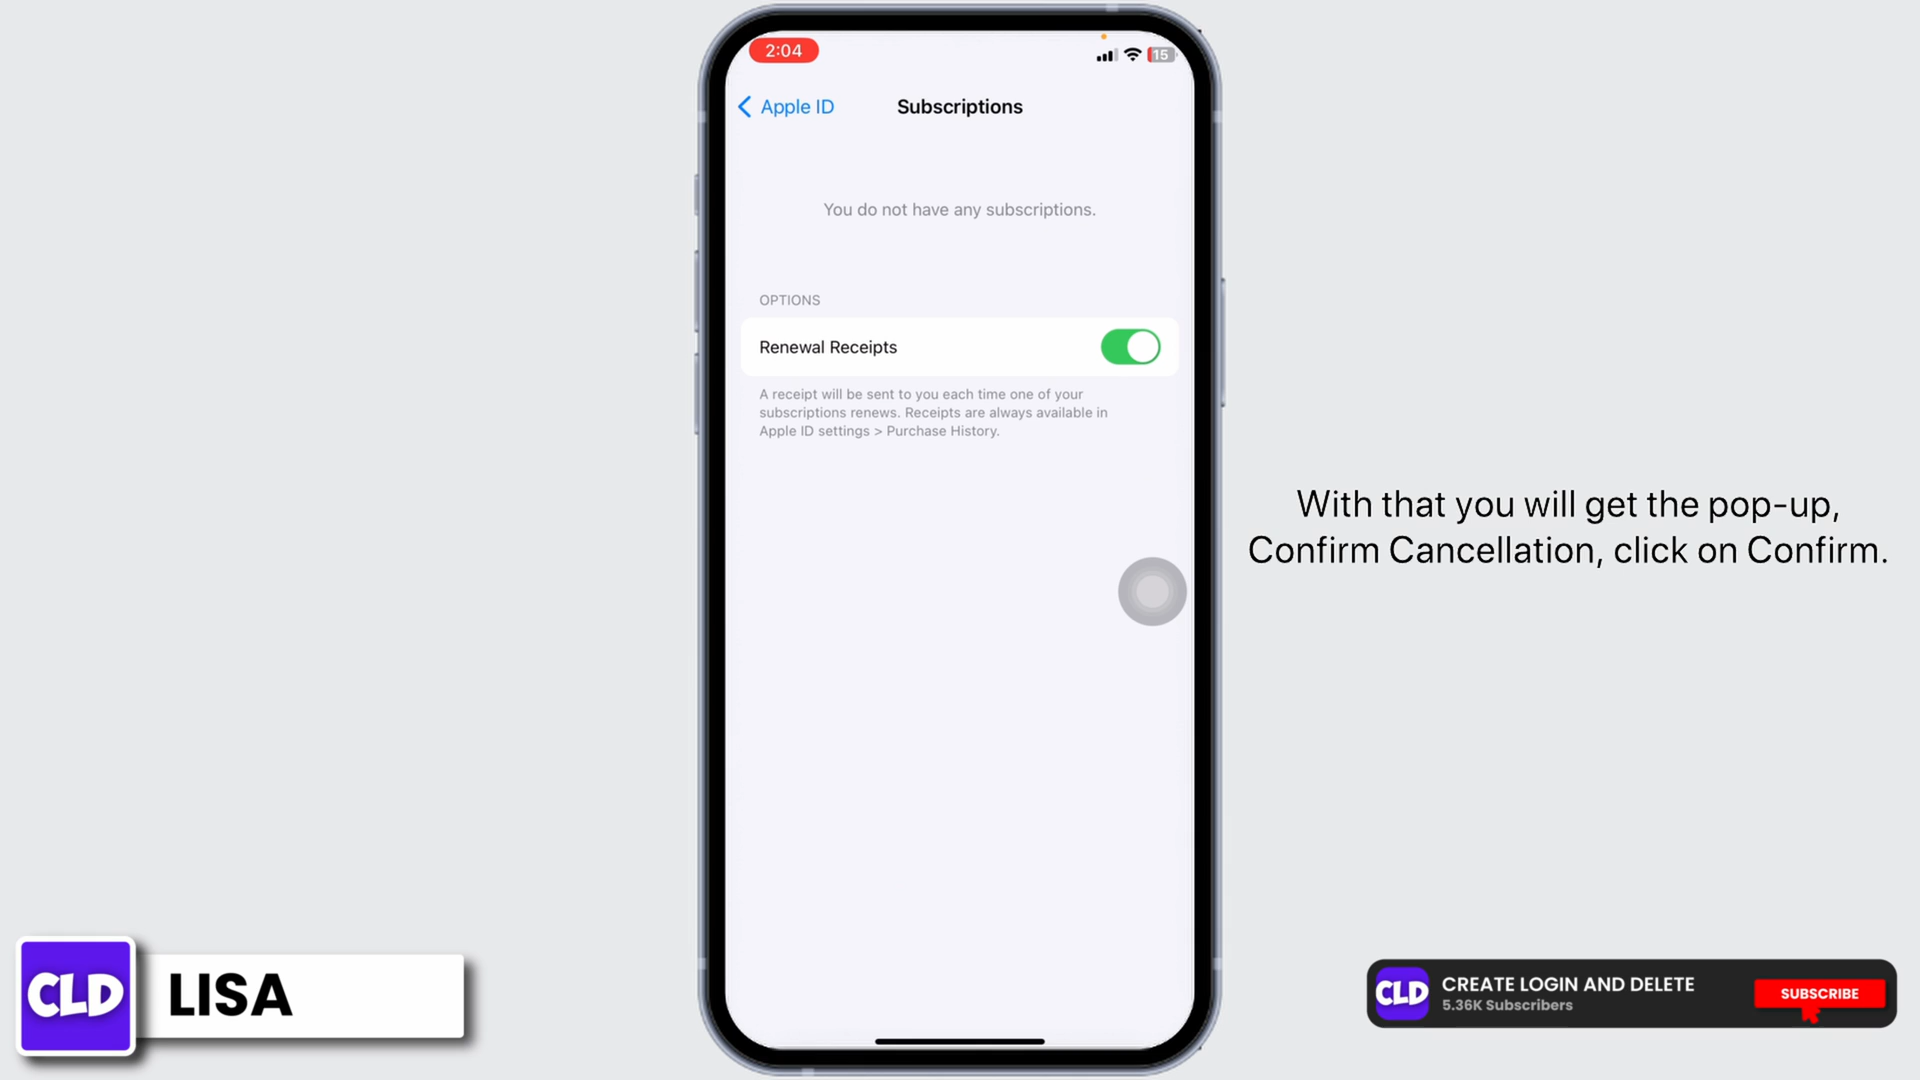 2:04
15
Apple ID
Subscriptions
You do not have any subscriptions.
OPTIONS
Renewal Receipts
A receipt will be sent to you each time one of your
subscriptions renews. Receipts are always available in
Apple ID settings > Purchase History.
With that you will get the pop-up,
Confirm Cancellation, click on Confirm.
CLD
LISA
CLD
CREATE LOGIN AND DELETE
5.36K Subscribers
SUBSCRIBE